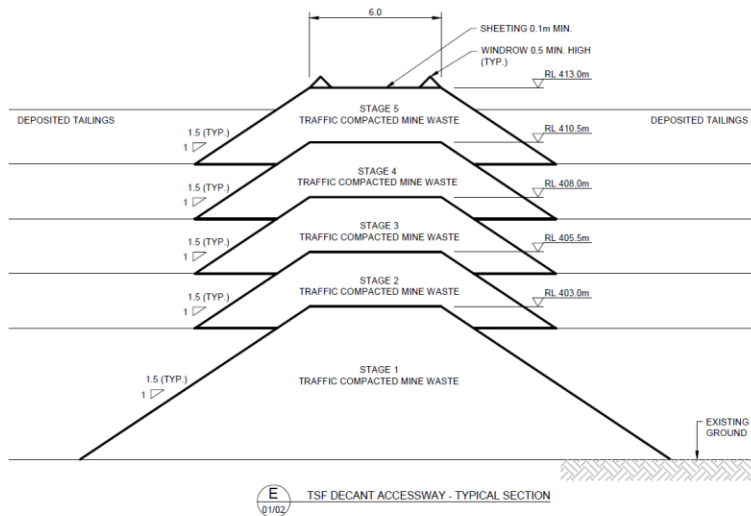 6.0
SHEETING 0.1m MIN.
WINDROW 0.5 MIN. HIGH
(TYP.)
RL 413.0m
STAGE 5
TRAFFIC COMPACTED MINE WASTE
DEPOSITED TAILINGS
DEPOSITED TAILINGS
1.5 (TYP.)
1
RL 410.5m
STAGE 4
TRAFFIC COMPACTED MINE WASTE
1.5 (TYP.)
1
RL 408.0m
STAGE 3
TRAFFIC COMPACTED MINE WASTE
1.5 (TYP.)
1
RL 405.5m
STAGE 2
TRAFFIC COMPACTED MINE WASTE
1.5 (TYP.)
1
RL 403.0m
STAGE 1
TRAFFIC COMPACTED MINE WASTE
1.5 (TYP.)
1
EXISTING
GROUND
E
01/02
TSF DECANT ACCESSWAY - TYPICAL SECTION